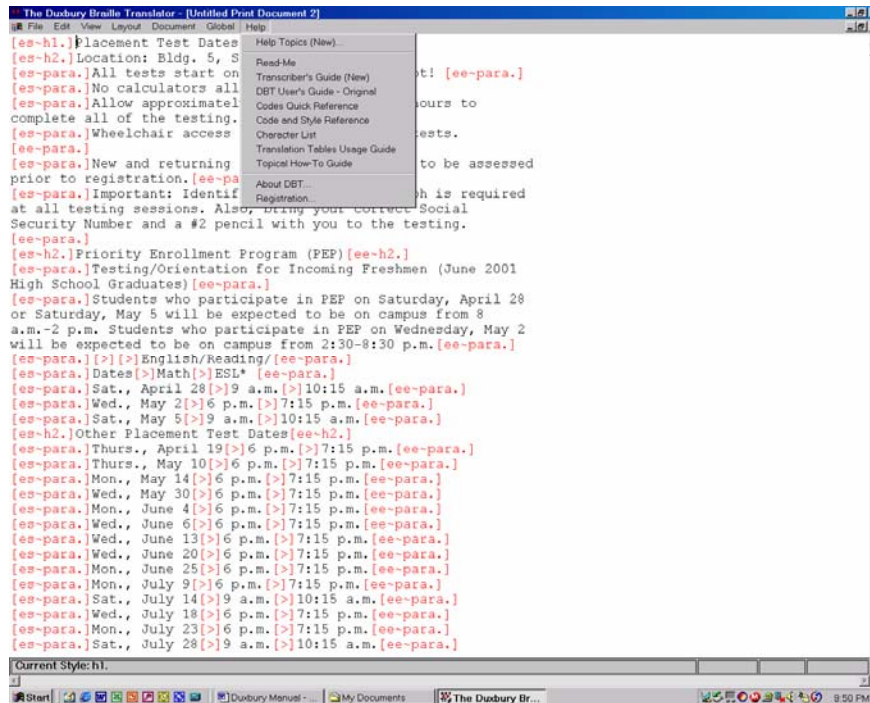 The Duxbury Braille Translator - [Untitled Print Document 2]
File Edit View Layout Document Global Help
Help Topics (New)...
Read-Me
Transcriber's Guide (New)
DBT User's Guide - Original
Codes Quick Reference
Code and Style Reference
Character List
Translation Tables Usage Guide
Topical How-To Guide
About DBT...
Registration...
[es~h1.]Placement Test Dates
[es~h2.]Location: Bldg. 5, S
[es~para.]All tests start on t! [es~para.]
[es~para.]No calculators all
[es~para.]Allow approximatel ours to
complete all of the testing.
[es~para.]Wheelchair access ests.
[ee~para.]
[es~para.]New and returning to be assessed
prior to registration.[ee~pa
[es~para.]Important: Identif h is required
at all testing sessions. Also, bring your correct Social
Security Number and a #2 pencil with you to the testing.
[ee~para.]
[es~h2.]Priority Enrollment Program (PEP)[ee~h2.]
[es~para.]Testing/Orientation for Incoming Freshmen (June 2001
High School Graduates)[ee~para.]
[es~para.]Students who participate in PEP on Saturday, April 28
or Saturday, May 5 will be expected to be on campus from 8
a.m.-2 p.m. Students who participate in PEP on Wednesday, May 2
will be expected to be on campus from 2:30-8:30 p.m.[ee~para.]
[es~para.][>][>]English/Reading/[ee~para.]
[es~para.]Dates[>]Math[>]ESL* [ee~para.]
[es~para.]Sat., April 28[>]9 a.m.[>]10:15 a.m.[ee~para.]
[es~para.]Wed., May 2[>]6 p.m.[>]7:15 p.m.[ee~para.]
[es~para.]Sat., May 5[>]9 a.m.[>]10:15 a.m.[ee~para.]
[es~h2.]Other Placement Test Dates[ee~h2.]
[es~para.]Thurs., April 19[>]6 p.m.[>]7:15 p.m.[ee~para.]
[es~para.]Thurs., May 10[>]6 p.m.[>]7:15 p.m.[ee~para.]
[es~para.]Mon., May 14[>]6 p.m.[>]7:15 p.m.[ee~para.]
[es~para.]Wed., May 30[>]6 p.m.[>]7:15 p.m.[ee~para.]
[es~para.]Mon., June 4[>]6 p.m.[>]7:15 p.m.[ee~para.]
[es~para.]Wed., June 6[>]6 p.m.[>]7:15 p.m.[ee~para.]
[es~para.]Wed., June 13[>]6 p.m.[>]7:15 p.m.[ee~para.]
[es~para.]Wed., June 20[>]6 p.m.[>]7:15 p.m.[ee~para.]
[es~para.]Mon., June 25[>]6 p.m.[>]7:15 p.m.[ee~para.]
[es~para.]Mon., July 9[>]6 p.m.[>]7:15 p.m.[ee~para.]
[es~para.]Sat., July 14[>]9 a.m.[>]10:15 a.m.[ee~para.]
[es~para.]Wed., July 18[>]6 p.m.[>]7:15 p.m.[ee~para.]
[es~para.]Mon., July 23[>]6 p.m.[>]7:15 p.m.[ee~para.]
[es~para.]Sat., July 28[>]9 a.m.[>]10:15 a.m.[ee~para.]
Current Style: h1.
Start Duxbury Manual - ... My Documents The Duxbury Br... 9:50 PM